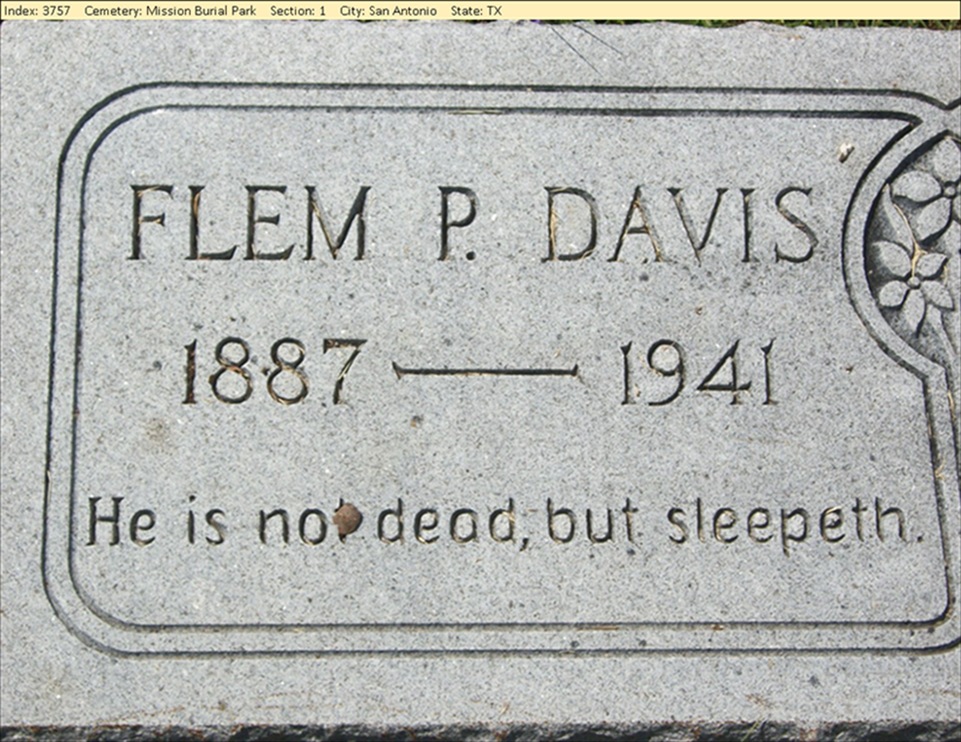 Index: 3757 Cemetery: Mission Burial Park Section: 1 City: San Antonio State: TX
FLEM P. DAVIS
1887 — 1941
He is not dead, but sleepeth.